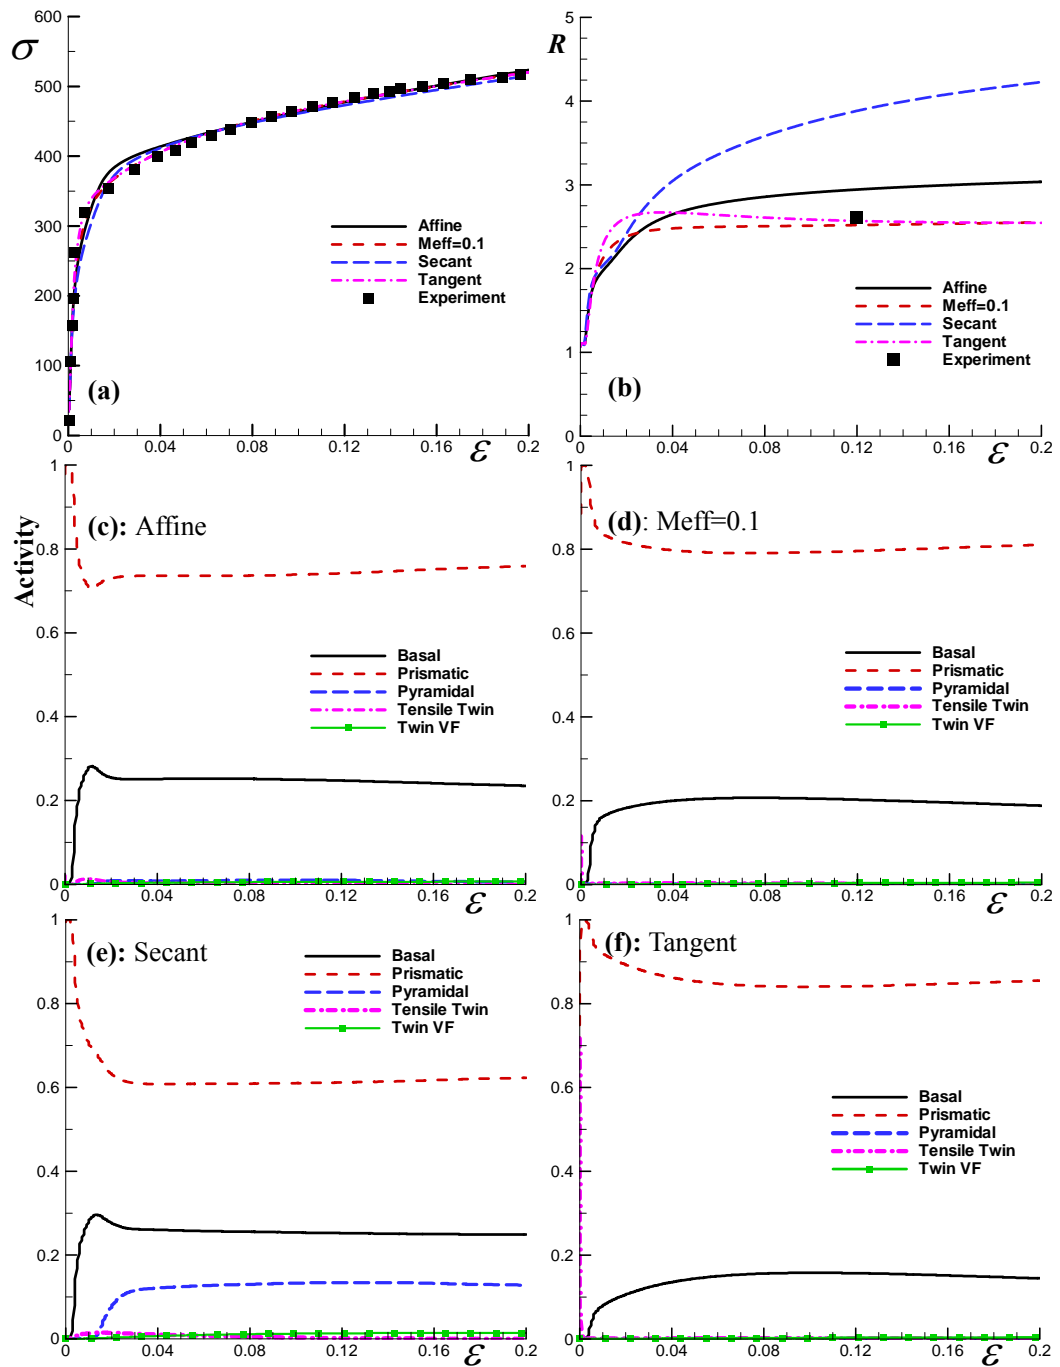 σ
600
500
400
300
200
100
0
0.04
0.08
0.12
0.16
0.2
ε
Affine
Meff=0.1
Secant
Tangent
Experiment
(a)
R
5
4
3
2
1
0
0
0.04
0.08
0.12
0.16
0.2
ε
Affine
Meff=0.1
Secant
Tangent
Experiment
(b)
Activity
1
0.8
0.6
0.4
0.2
0
0
0.04
0.08
0.12
0.16
0.2
ε
(c): Affine
Basal
Prismatic
Pyramidal
Tensile Twin
Twin VF
1
0.8
0.6
0.4
0.2
0
0
0.04
0.08
0.12
0.16
0.2
ε
(d): Meff=0.1
Basal
Prismatic
Pyramidal
Tensile Twin
Twin VF
1
0.8
0.6
0.4
0.2
0
0
0.04
0.08
0.12
0.16
0.2
ε
(e): Secant
Basal
Prismatic
Pyramidal
Tensile Twin
Twin VF
1
0.8
0.6
0.4
0.2
0
0
0.04
0.08
0.12
0.16
0.2
ε
(f): Tangent
Basal
Prismatic
Pyramidal
Tensile Twin
Twin VF